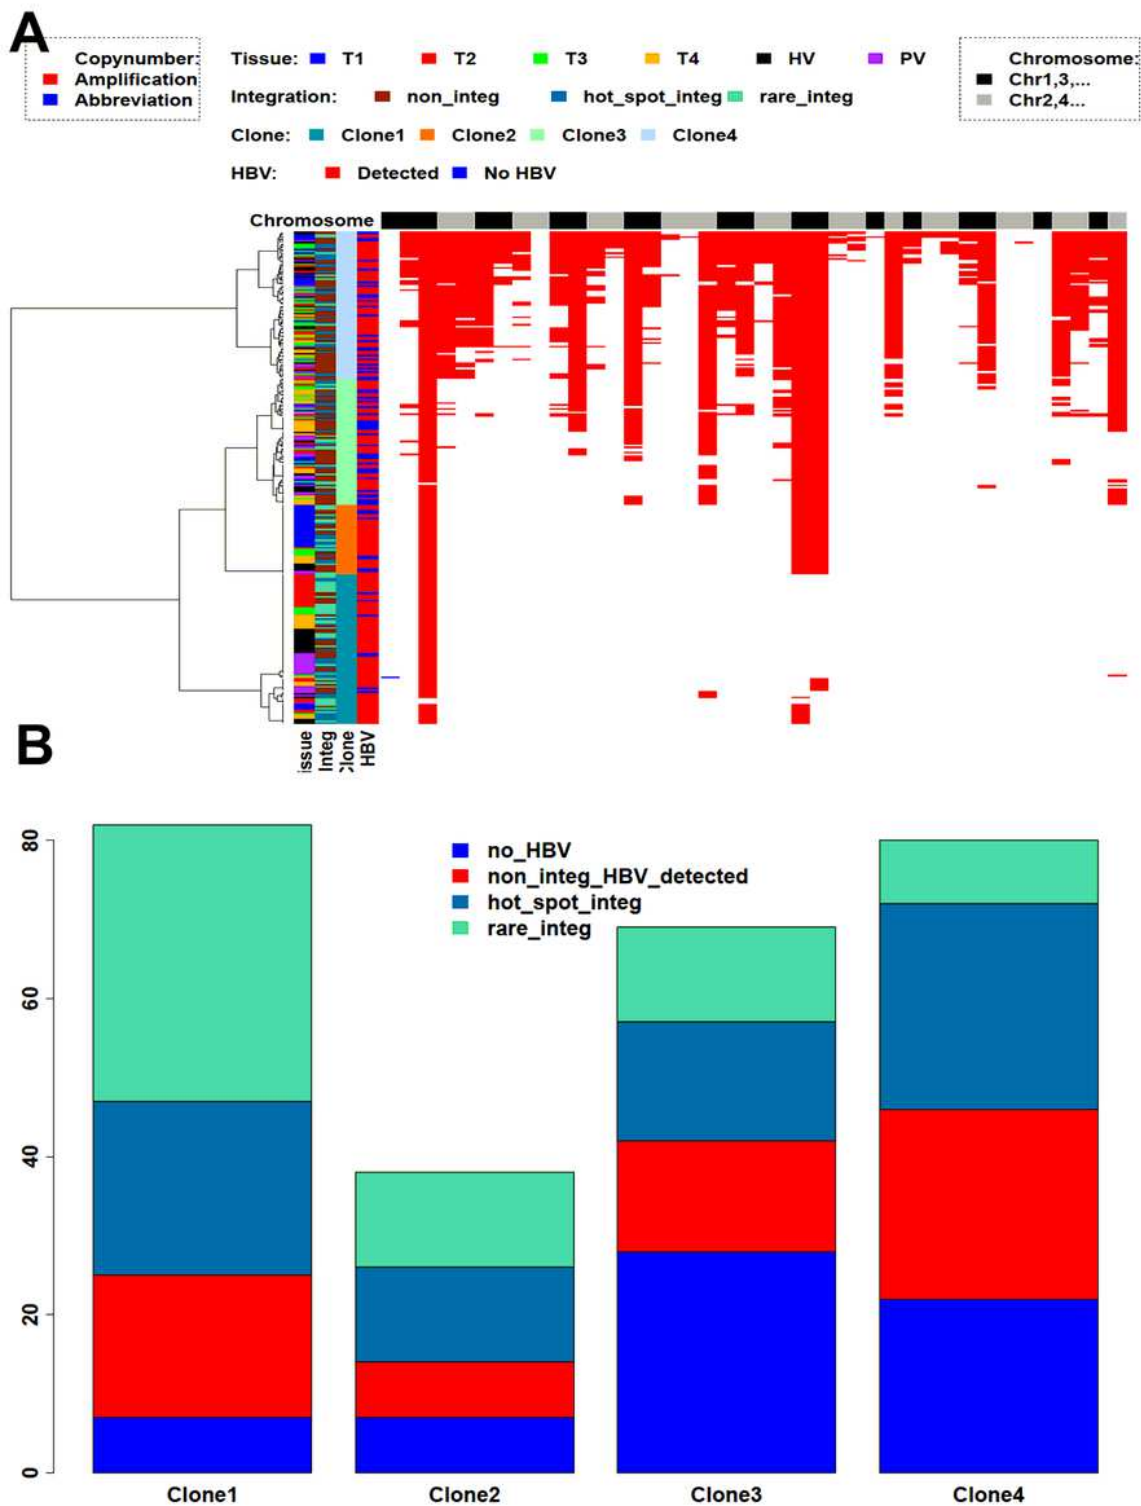 A
Copynumber:
Amplification
Abbreviation
Tissue: T1 T2 T3 T4 HV PV
Integration: non_integ hot_spot_integ rare_integ
Clone: Clone1 Clone2 Clone3 Clone4
HBV: Detected No HBV
Chromosome:
Chr1,3,...
Chr2,4...
Chromosome
issue
Integ
lone
HBV
B
no_HBV
non_integ_HBV_detected
hot_spot_integ
rare_integ
80
60
40
20
0
Clone1 Clone2 Clone3 Clone4